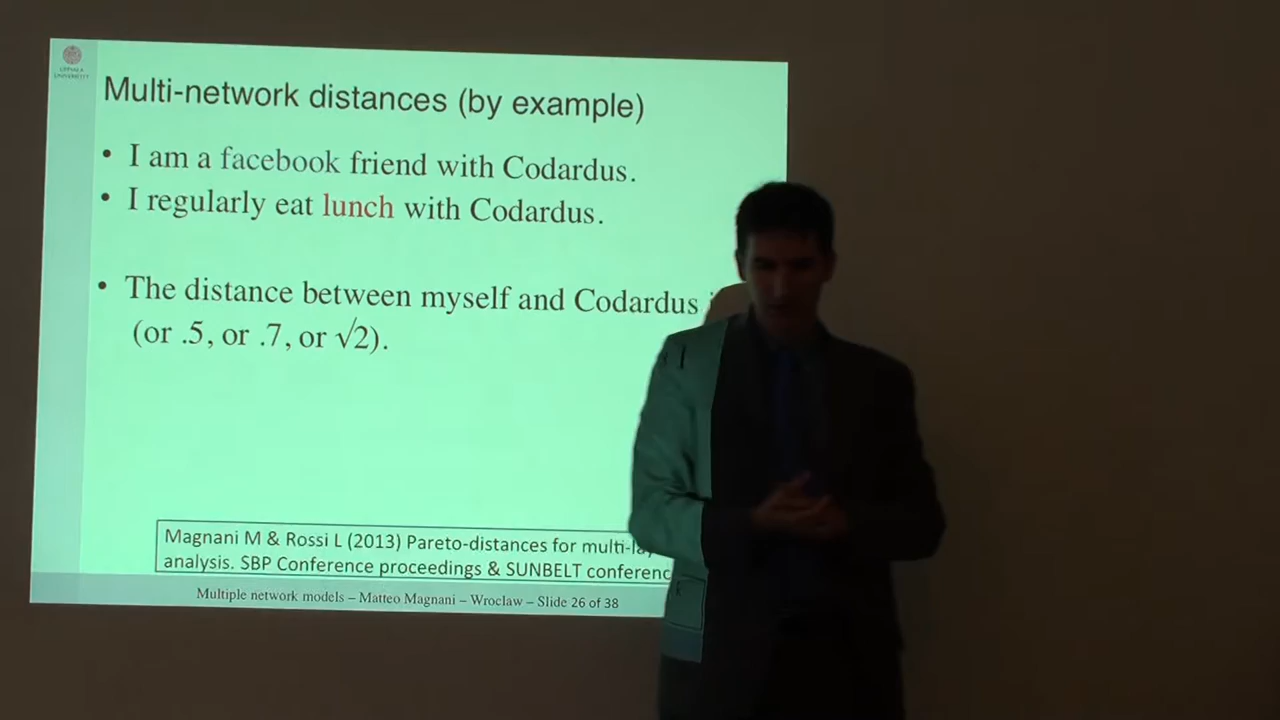 UPPSALA
UNIVERSITY
Multi-network distances (by example)
• I am a facebook friend with Codardus.
• I regularly eat lunch with Codardus.
• The distance between myself and Codardus
(or .5, or .7, or √2).
Magnani M & Rossi L (2013) Pareto-distances for multi-
analysis. SBP Conference proceedings & SUNBELT
Multiple network models – Matteo Magnani – Wroclaw – Slide 26 of 38